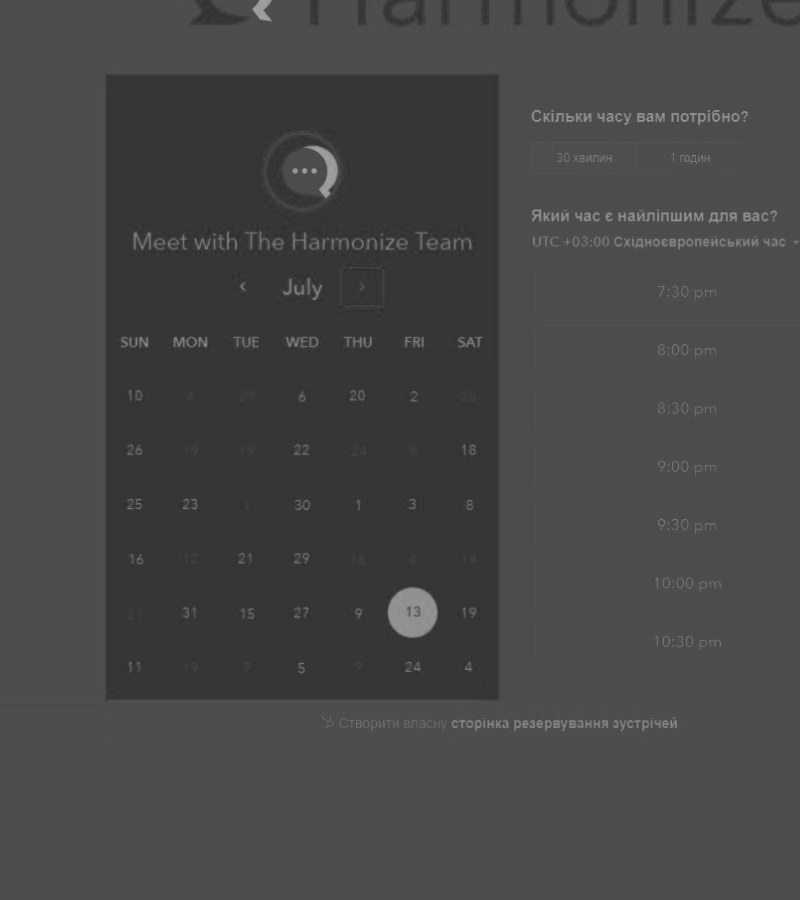 Harmonize
Meet with The Harmonize Team
July
SUN MON TUE WED THU FRI SAT
10 4 29 6 20 2
26 19 19 22 24 8 18
25 23 1 30 1 3 8
16 12 21 29 18 4 14
21 31 15 27 9 13 19
11 19 9 5 9 24 4
Скільки часу вам потрібно?
30 хвилин 1 годин
Який час є найліпшим для вас?
UTC +03:00 Східноєвропейський час
7:30 pm
8:00 pm
8:30 pm
9:00 pm
9:30 pm
10:00 pm
10:30 pm
Створити власну сторінка резервування зустрічей